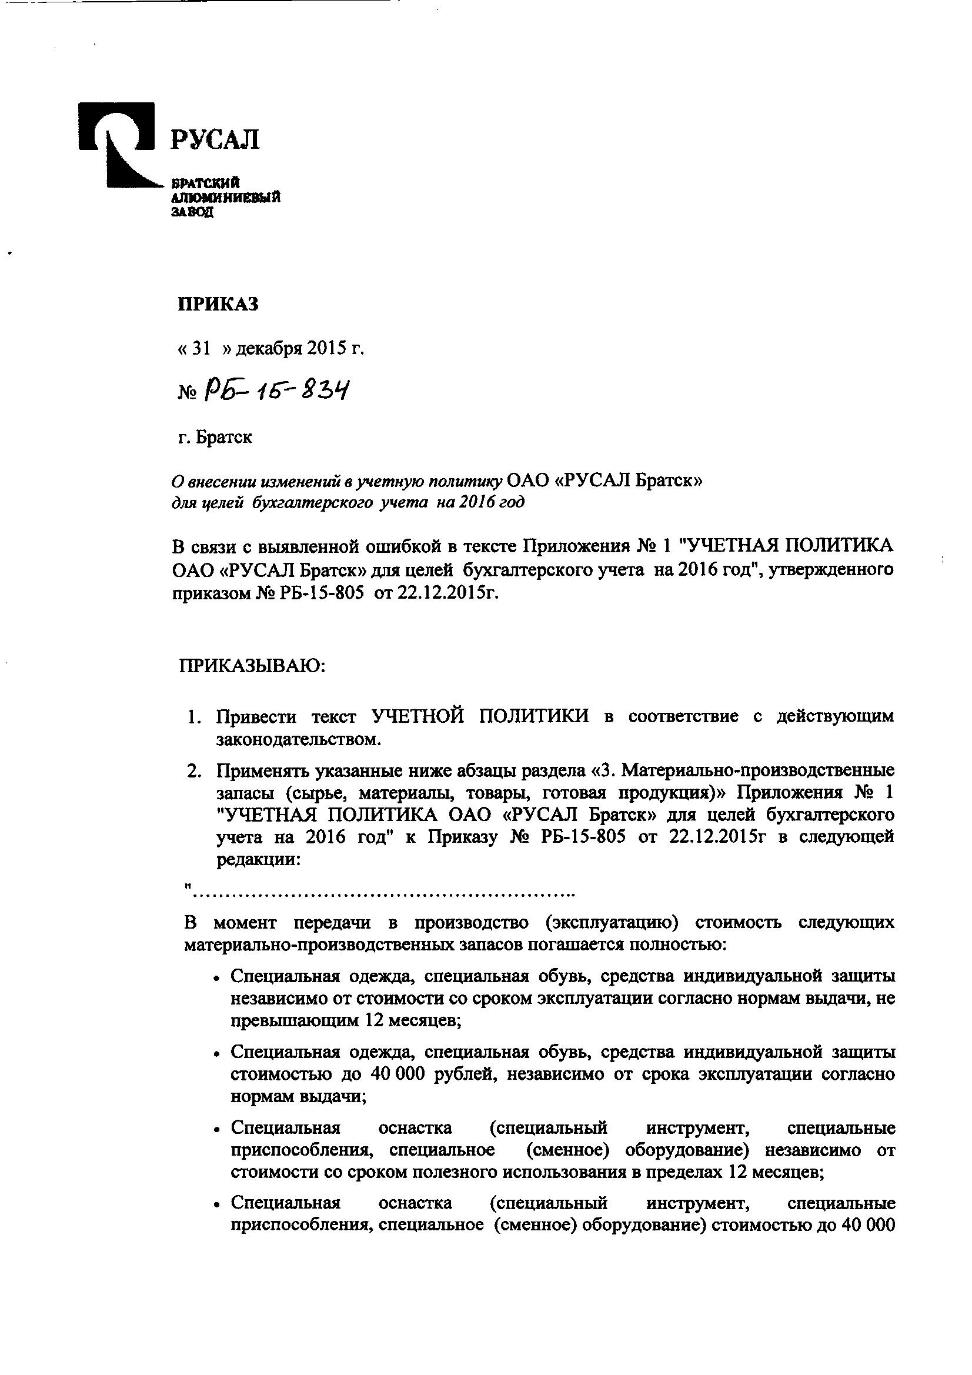 РУСАЛ
БРАТСКИЙ
АЛЮМИНИЕВЫЙ
ЗАВОД
ПРИКАЗ
« 31 » декабря 2015 г.
№ РБ-15-834
г. Братск
О внесении изменений в учетную политику ОАО «РУСАЛ Братск»
для целей бухгалтерского учета на 2016 год
В связи с выявленной ошибкой в тексте Приложения № 1 "УЧЕТНАЯ ПОЛИТИКА
ОАО «РУСАЛ Братск» для целей бухгалтерского учета на 2016 год", утвержденного
приказом № РБ-15-805 от 22.12.2015г.
ПРИКАЗЫВАЮ:
1. Привести текст УЧЕТНОЙ ПОЛИТИКИ в соответствие с действующим
законодательством.
2. Применять указанные ниже абзацы раздела «3. Материально-производственные
запасы (сырье, материалы, товары, готовая продукция)» Приложения № 1
"УЧЕТНАЯ ПОЛИТИКА ОАО «РУСАЛ Братск» для целей бухгалтерского
учета на 2016 год" к Приказу № РБ-15-805 от 22.12.2015г в следующей
редакции:
"...........................................................
В момент передачи в производство (эксплуатацию) стоимость следующих
материально-производственных запасов погашается полностью:
• Специальная одежда, специальная обувь, средства индивидуальной защиты
независимо от стоимости со сроком эксплуатации согласно нормам выдачи, не
превышающим 12 месяцев;
• Специальная одежда, специальная обувь, средства индивидуальной защиты
стоимостью до 40 000 рублей, независимо от срока эксплуатации согласно
нормам выдачи;
• Специальная оснастка (специальный инструмент, специальные
приспособления, специальное (сменное) оборудование) независимо от
стоимости со сроком полезного использования в пределах 12 месяцев;
• Специальная оснастка (специальный инструмент, специальные
приспособления, специальное (сменное) оборудование) стоимостью до 40 000